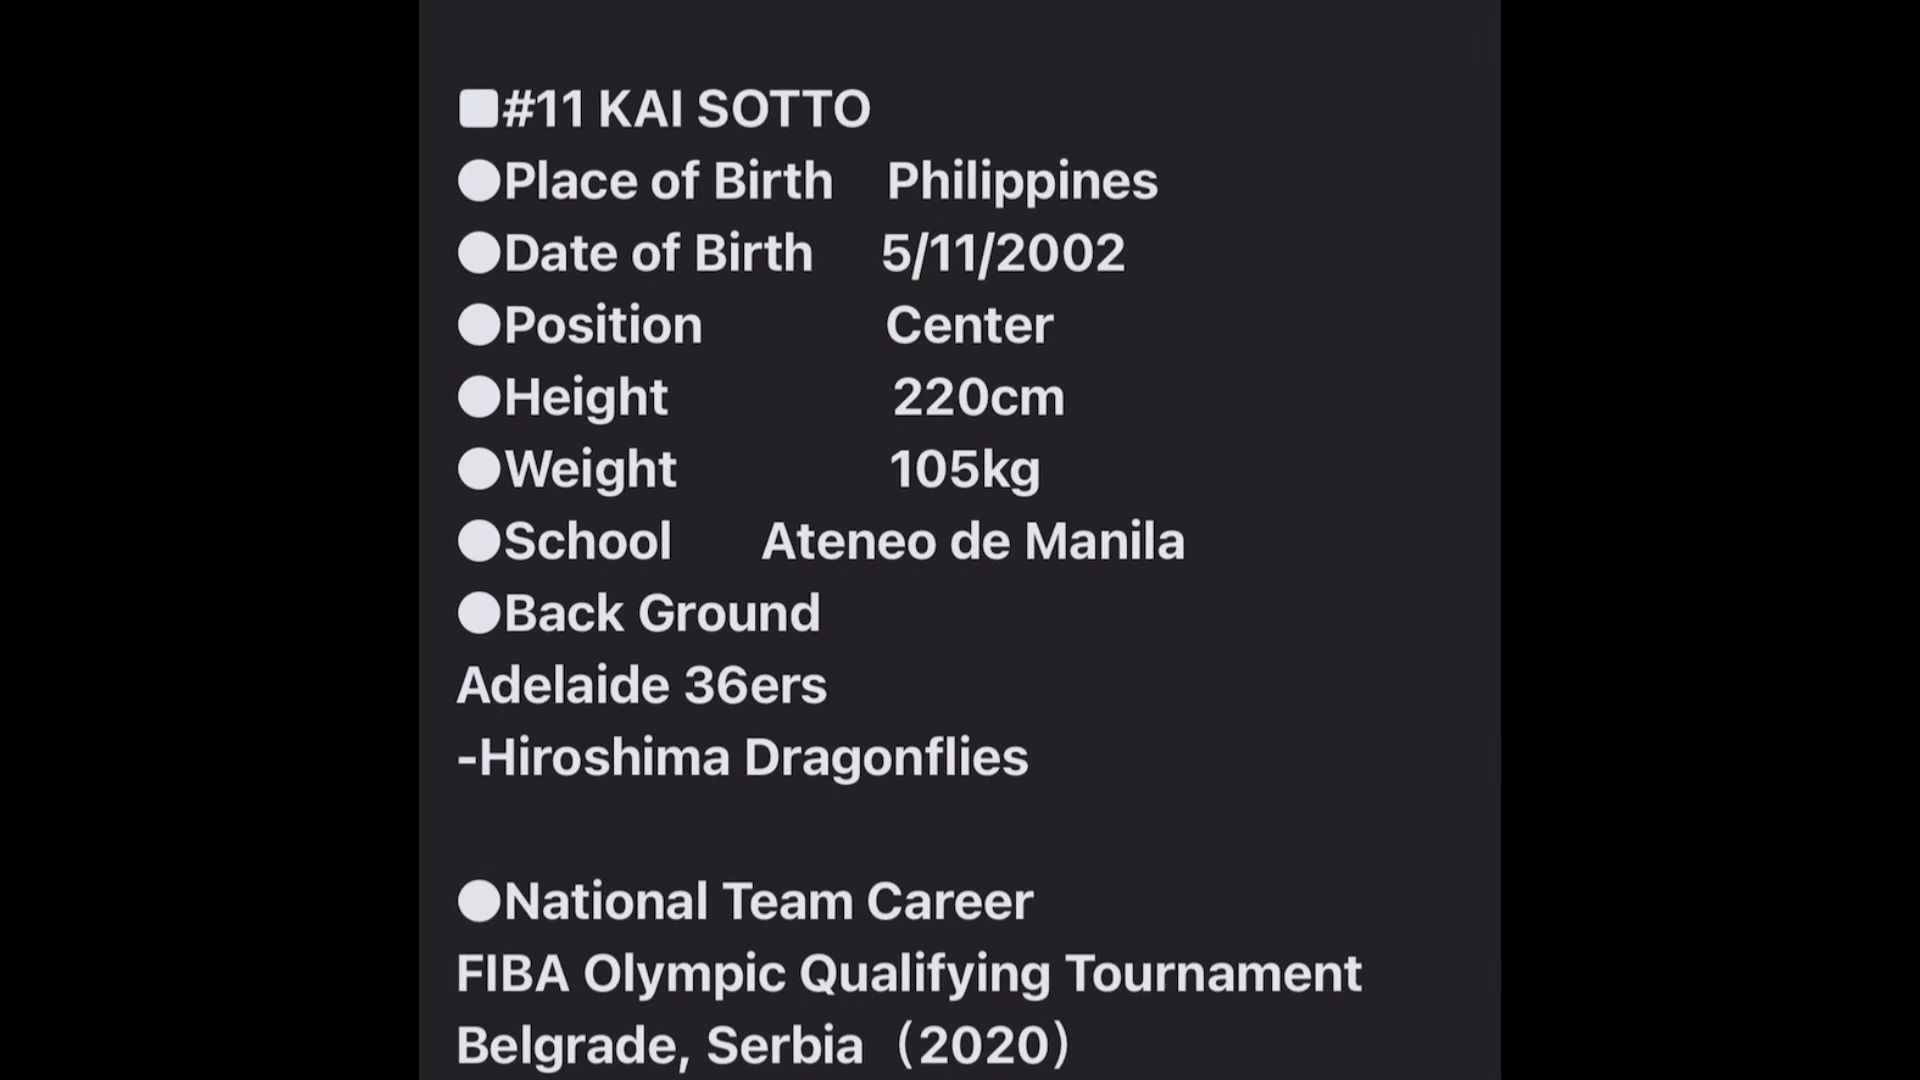 ■#11 KAI SOTTO
●Place of Birth Philippines
●Date of Birth 5/11/2002
●Position Center
●Height 220cm
●Weight 105kg
●School Ateneo de Manila
●Back Ground
Adelaide 36ers
-Hiroshima Dragonflies
●National Team Career
FIBA Olympic Qualifying Tournament
Belgrade, Serbia（2020）